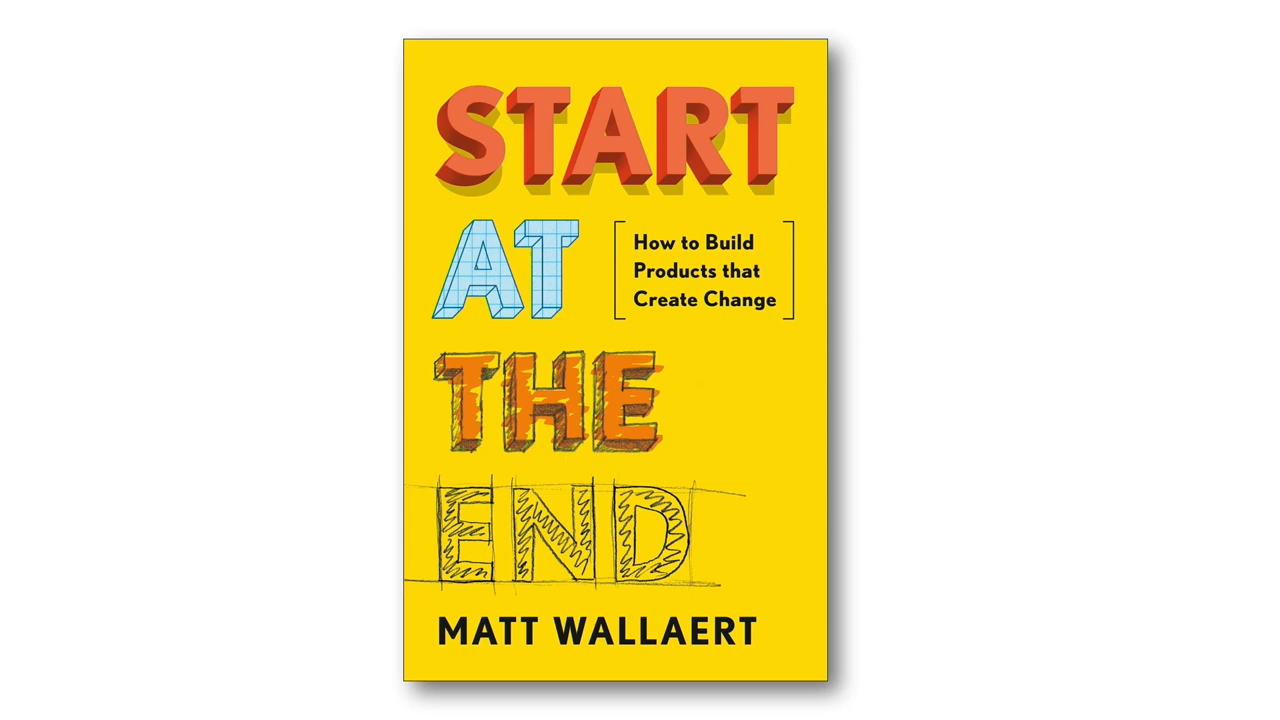 START
AT
How to Build
Products that
Create Change
THE
END
MATT WALLAERT